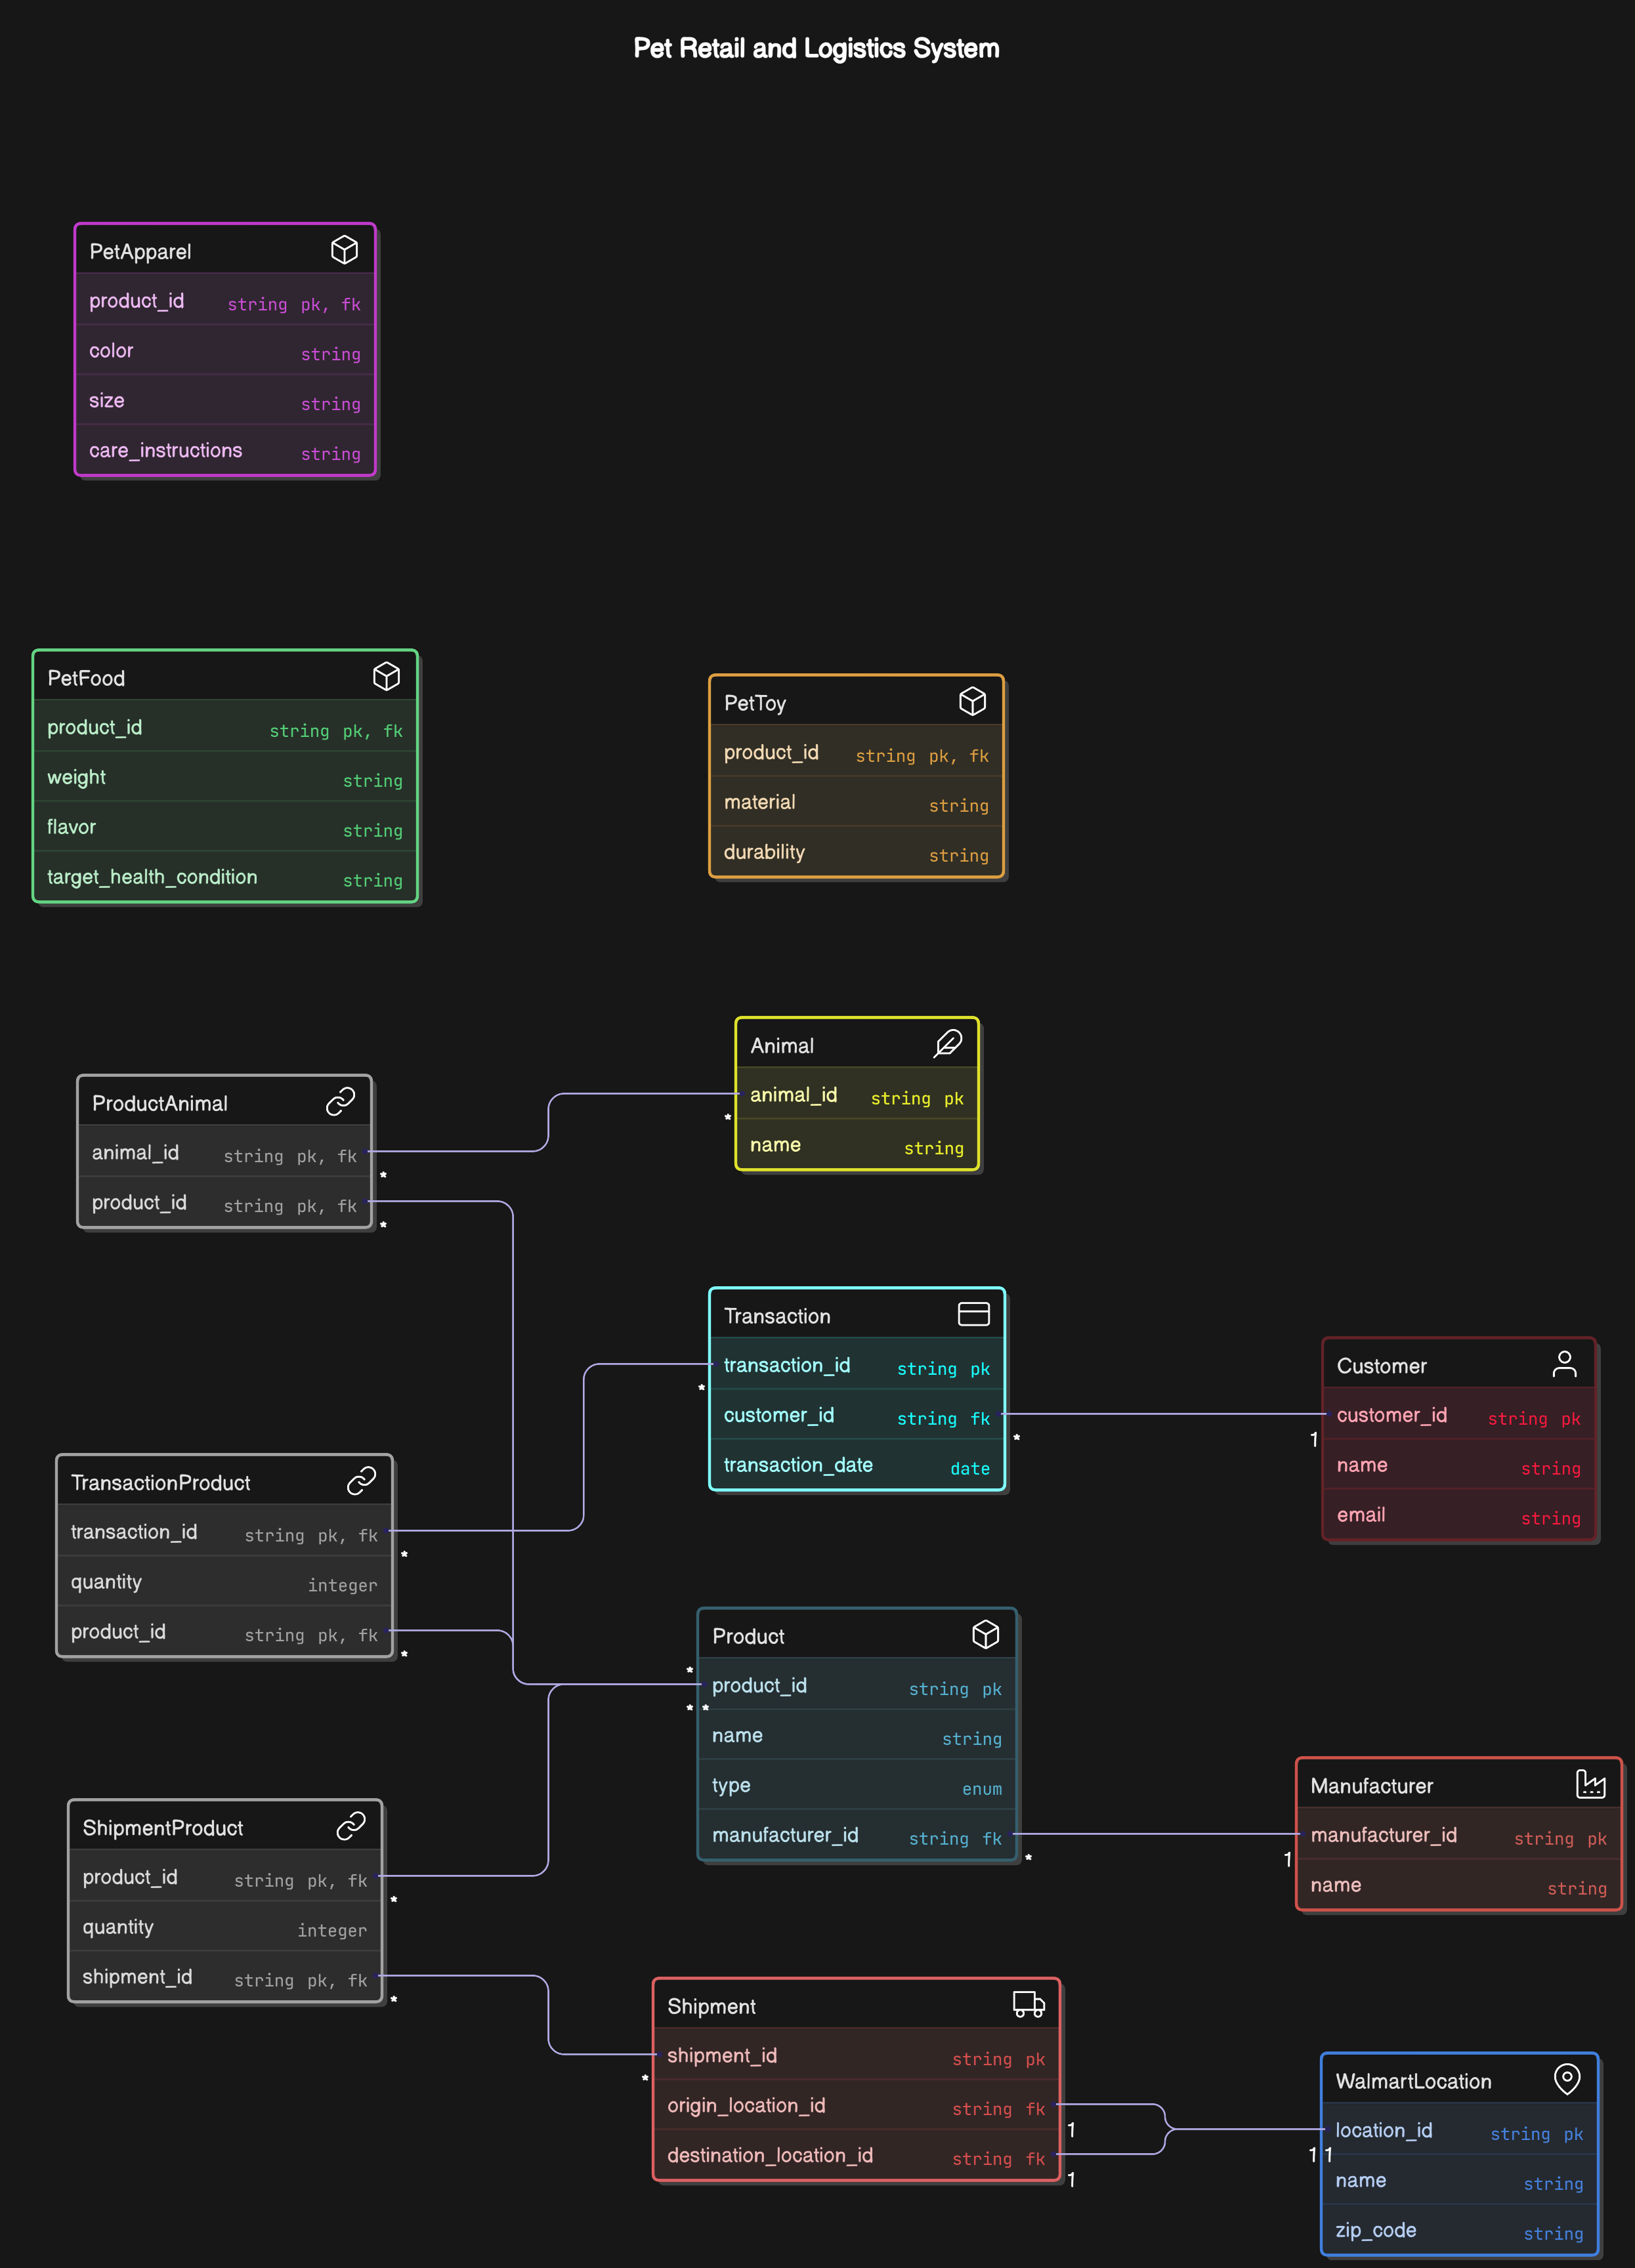 Pet Retail and Logistics System
PetApparel
product_id string pk, fk
color string
size string
care_instructions string
PetFood
product_id string pk, fk
weight string
flavor string
target_health_condition string
PetToy
product_id string pk, fk
material string
durability string
Animal
animal_id string pk
*
name string
ProductAnimal
animal_id string pk, fk
*
product_id string pk, fk
*
Transaction
transaction_id string pk
*
customer_id string fk
*
transaction_date date
Customer
customer_id string pk
1
name string
email string
TransactionProduct
transaction_id string pk, fk
*
quantity integer
product_id string pk, fk
*
Product
*
product_id string pk
* *
name string
type enum
manufacturer_id string fk
*
Manufacturer
manufacturer_id string pk
1
name string
ShipmentProduct
product_id string pk, fk
*
quantity integer
shipment_id string pk, fk
*
Shipment
shipment_id string pk
*
origin_location_id string fk
1
destination_location_id string fk
1
WalmartLocation
location_id string pk
1 1
name string
zip_code string